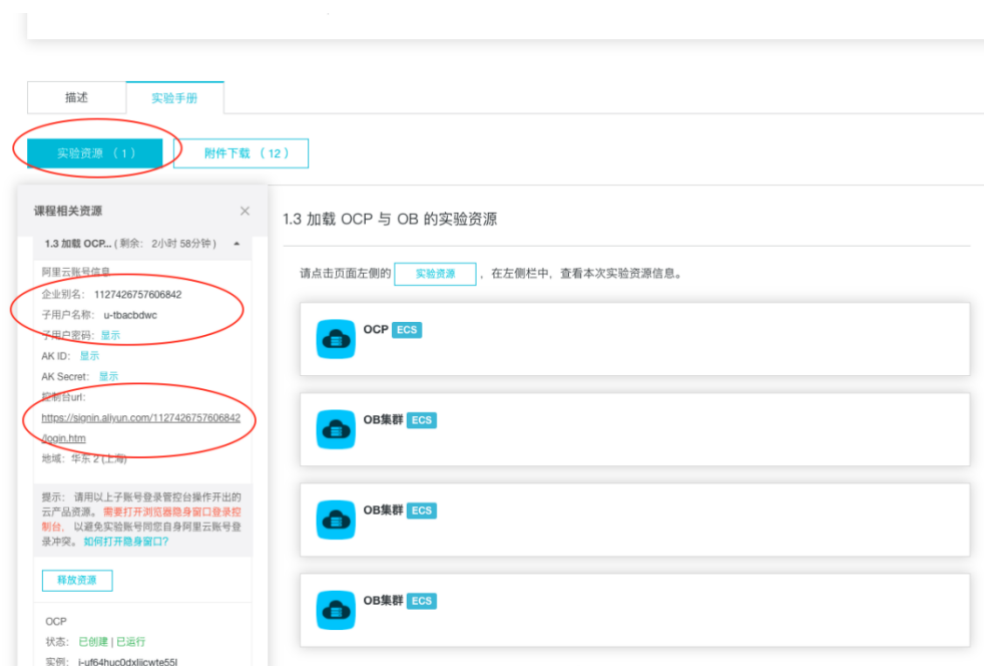 描述
实验手册
实验资源 （1）
附件下载 （12）
课程相关资源
1.3 加载 OCP...( 剩余: 2小时 58分钟 )
阿里云账号信息
企业别名: 1127426757606842
子用户名称: u-tbacbdwc
子用户密码: 显示
AK ID: 显示
AK Secret: 显示
控制台url:
https://signin.aliyun.com/1127426757606842
/login.htm
地域: 华东 2 (上海)
提示: 请用以上子账号登录管控台操作开出的
云产品资源。需要打开浏览器隐身窗口登录控
制台，以避免实验账号同您自身阿里云账号登
录冲突。 如何打开隐身窗口?
释放资源
OCP
状态: 已创建 | 已运行
实例: i-uf64huc0dxljicwte55l
1.3 加载 OCP 与 OB 的实验资源
请点击页面左侧的 实验资源 ，在左侧栏中，查看本次实验资源信息。
OCP ECS
OB集群 ECS
OB集群 ECS
OB集群 ECS